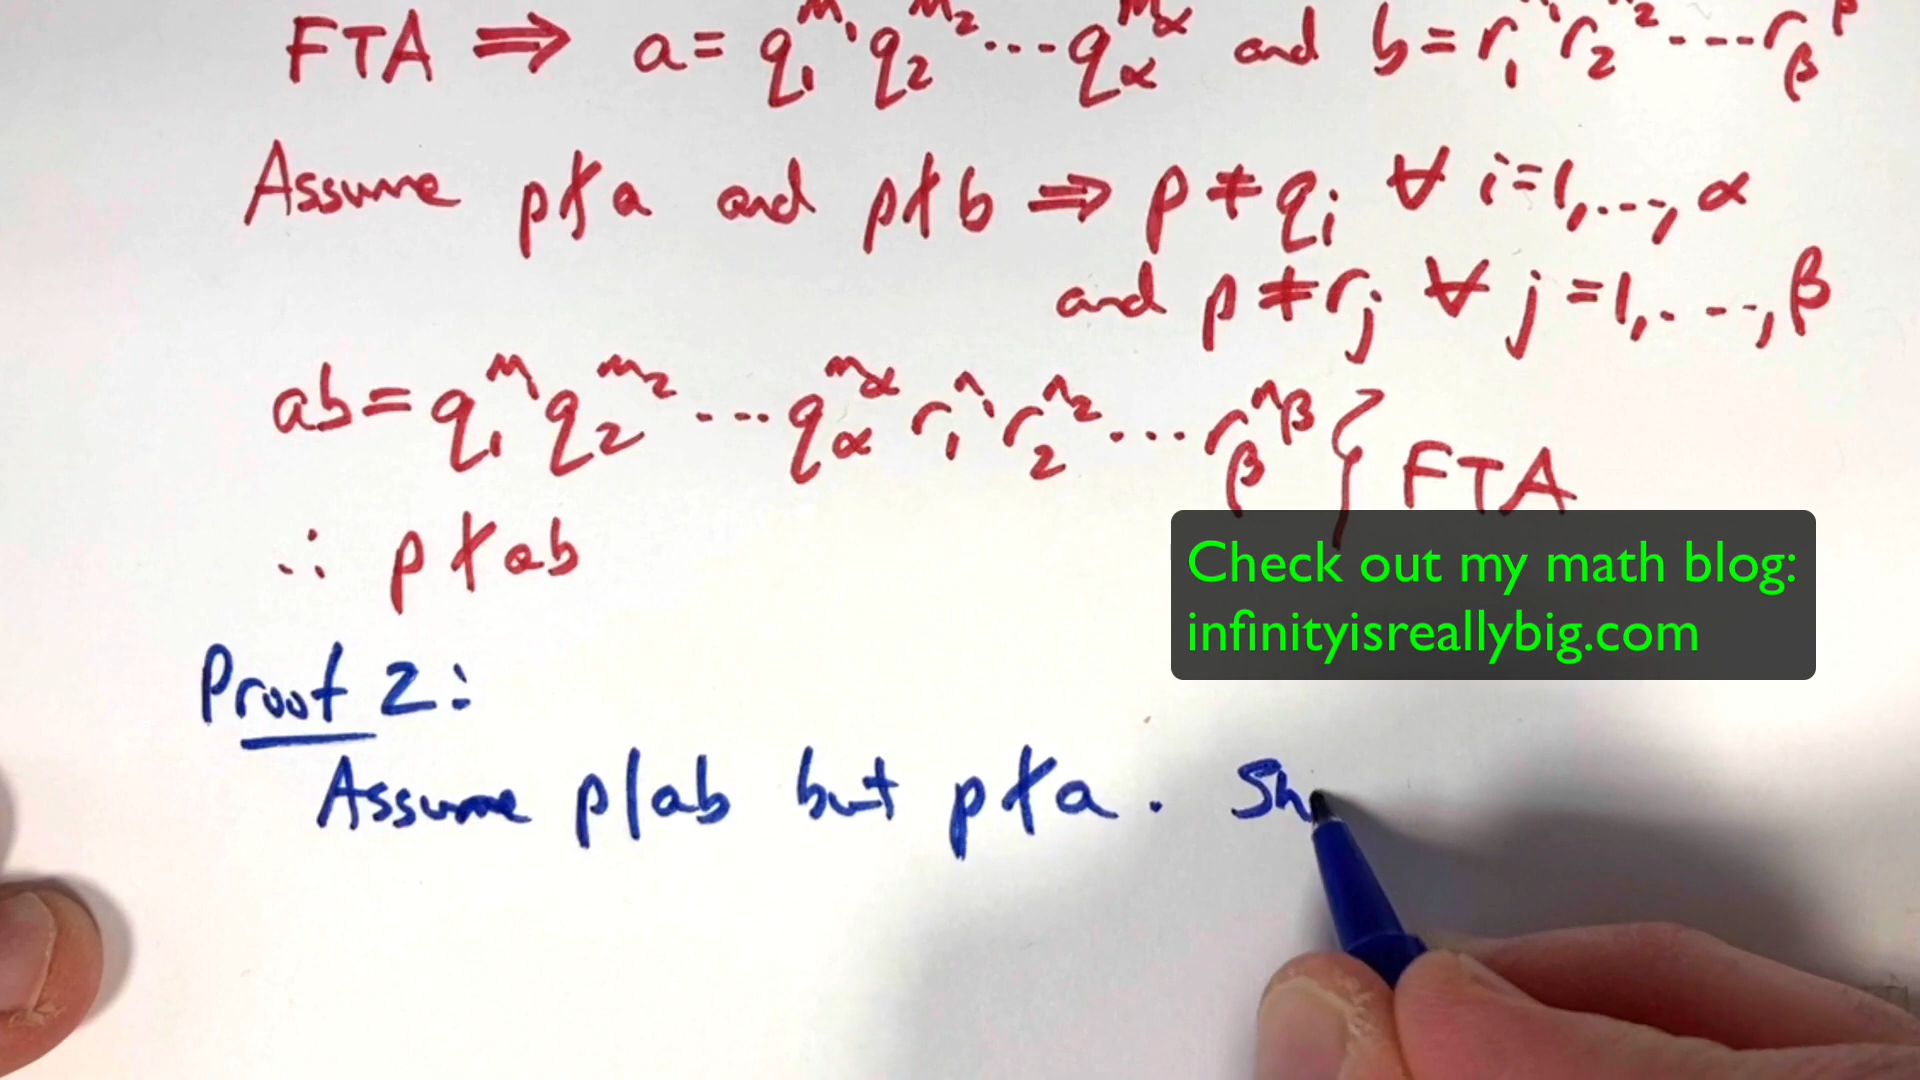 FTA ⇒ a = q₁^m₁ q₂^m₂ ... q_α^m_α and b = r₁^n₁ r₂^n₂ ... r_β^n_β
Assume p∤a and p∤b ⇒ p ≠ qᵢ ∀ i=1,...,α
and p ≠ rⱼ ∀ j=1,...,β
ab = q₁^m₁ q₂^m₂ ... q_α^m_α r₁^n₁ r₂^n₂ ... r_β^n_β } FTA
∴ p∤ab
Check out my math blog:
infinityisreallybig.com
Proof 2:
Assume p|ab but p∤a. Sh